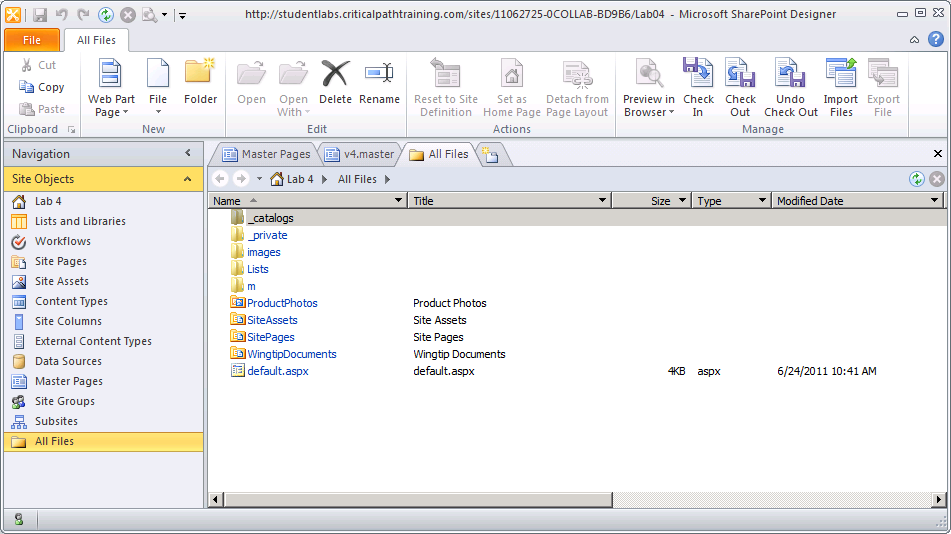 http://studentlabs.criticalpathtraining.com/sites/11062725-0COLLAB-BD9B6/Lab04 - Microsoft SharePoint Designer
File All Files
Cut
Copy
Paste
Clipboard
Web Part Page
File
Folder
New
Open
Open With
Delete
Rename
Edit
Reset to Site Definition
Set as Home Page
Detach from Page Layout
Actions
Preview in Browser
Check In
Check Out
Undo Check Out
Import Files
Export File
Manage
Navigation
Site Objects
Lab 4
Lists and Libraries
Workflows
Site Pages
Site Assets
Content Types
Site Columns
External Content Types
Data Sources
Master Pages
Site Groups
Subsites
All Files
Master Pages v4.master All Files
Lab 4 All Files
Name Title Size Type Modified Date
_catalogs
_private
images
Lists
m
ProductPhotos Product Photos
SiteAssets Site Assets
SitePages Site Pages
WingtipDocuments Wingtip Documents
default.aspx default.aspx 4KB aspx 6/24/2011 10:41 AM